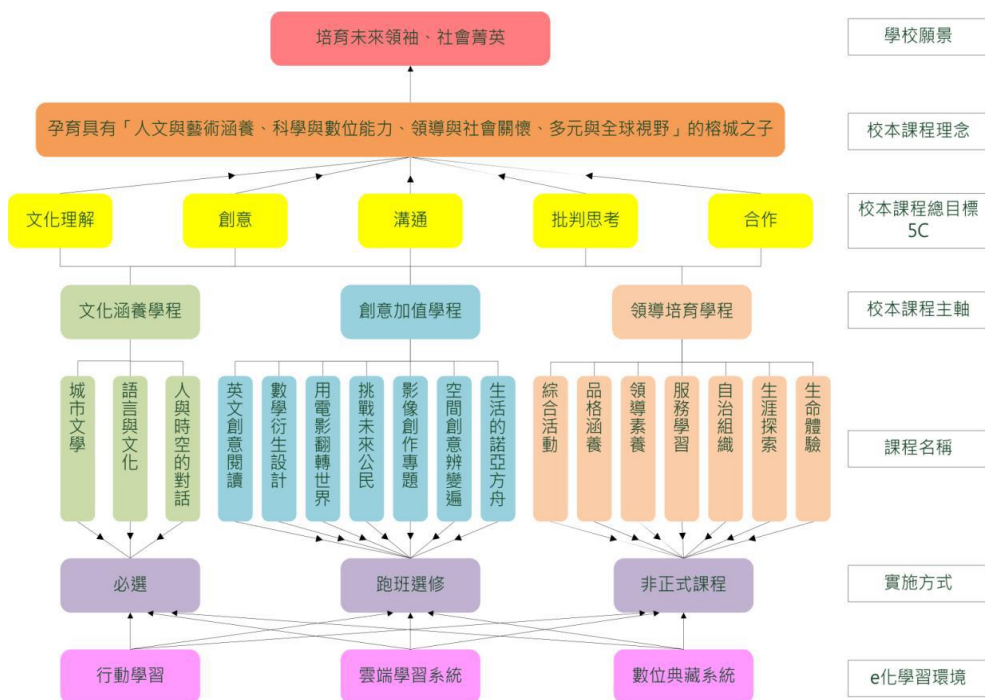 培育未來領袖、社會菁英
學校願景
孕育具有「人文與藝術涵養、科學與數位能力、領導與社會關懷、多元與全球視野」的榕城之子
校本課程理念
文化理解
創意
溝通
批判思考
合作
校本課程總目標
5C
文化涵養學程
創意加值學程
領導培育學程
校本課程主軸
城市文學
語言與文化
人與時空的對話
英文創意閱讀
數學衍生設計
用電影翻轉世界
挑戰未來公民
影像創作專題
空間創意辨變遍
生活的諾亞方舟
綜合活動
品格涵養
領導素養
服務學習
自治組織
生涯探索
生命體驗
課程名稱
必選
跑班選修
非正式課程
實施方式
行動學習
雲端學習系統
數位典藏系統
e化學習環境